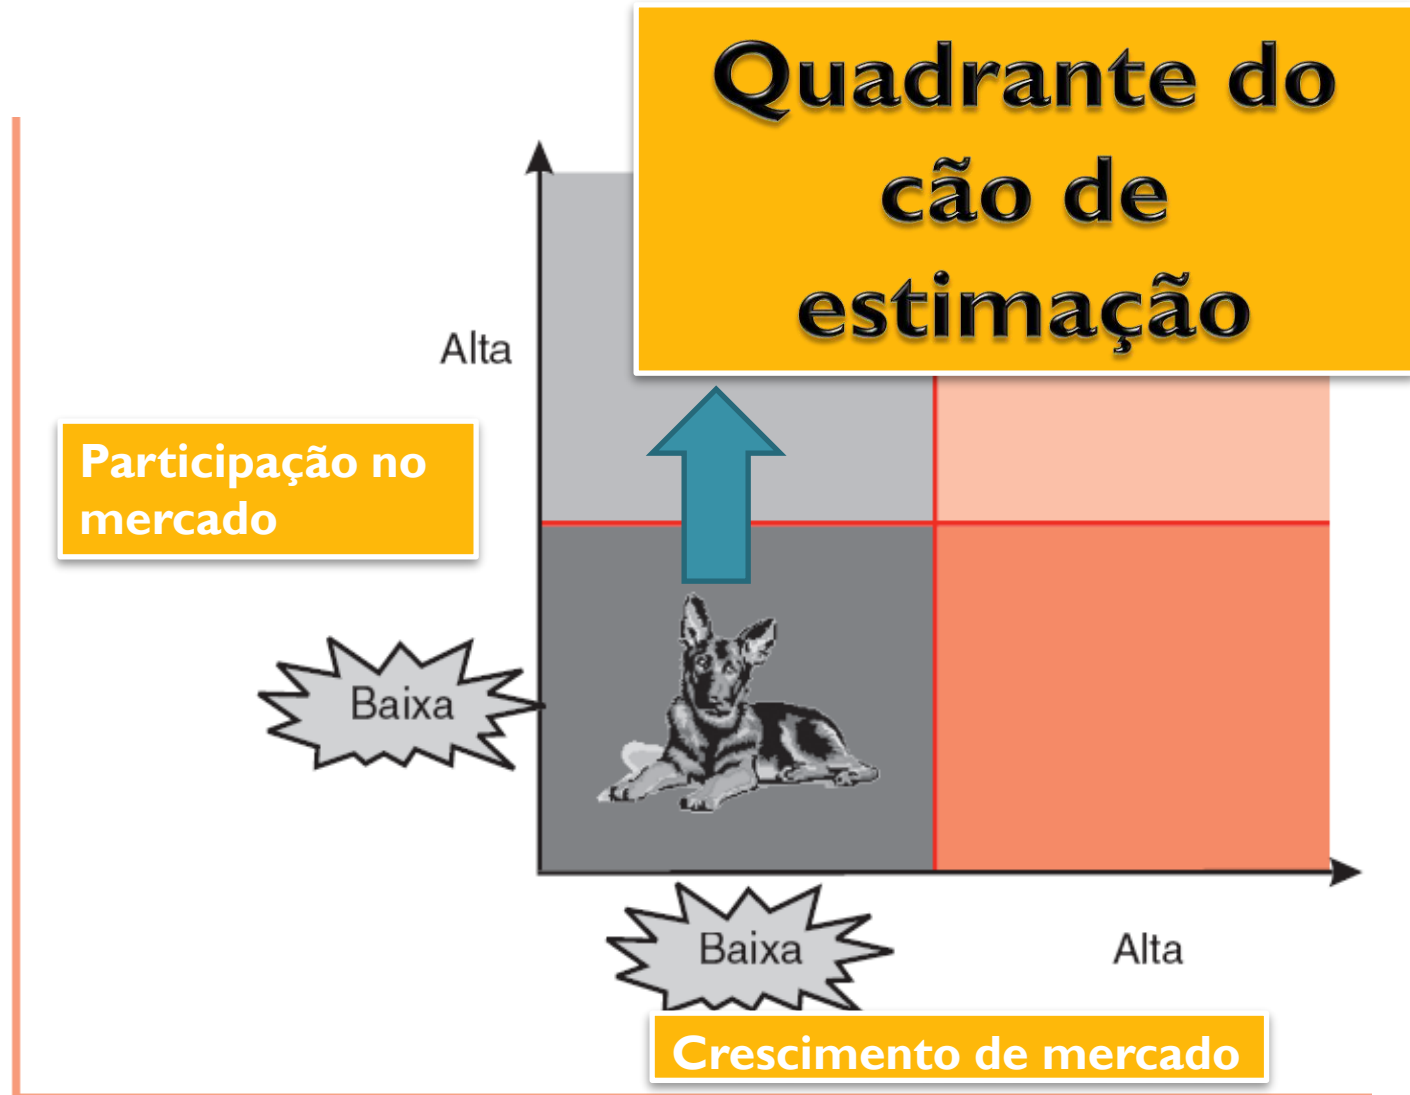 Quadrante do
cão de
estimação
Alta
Participação no
mercado
Baixa
Baixa
Alta
Crescimento de mercado